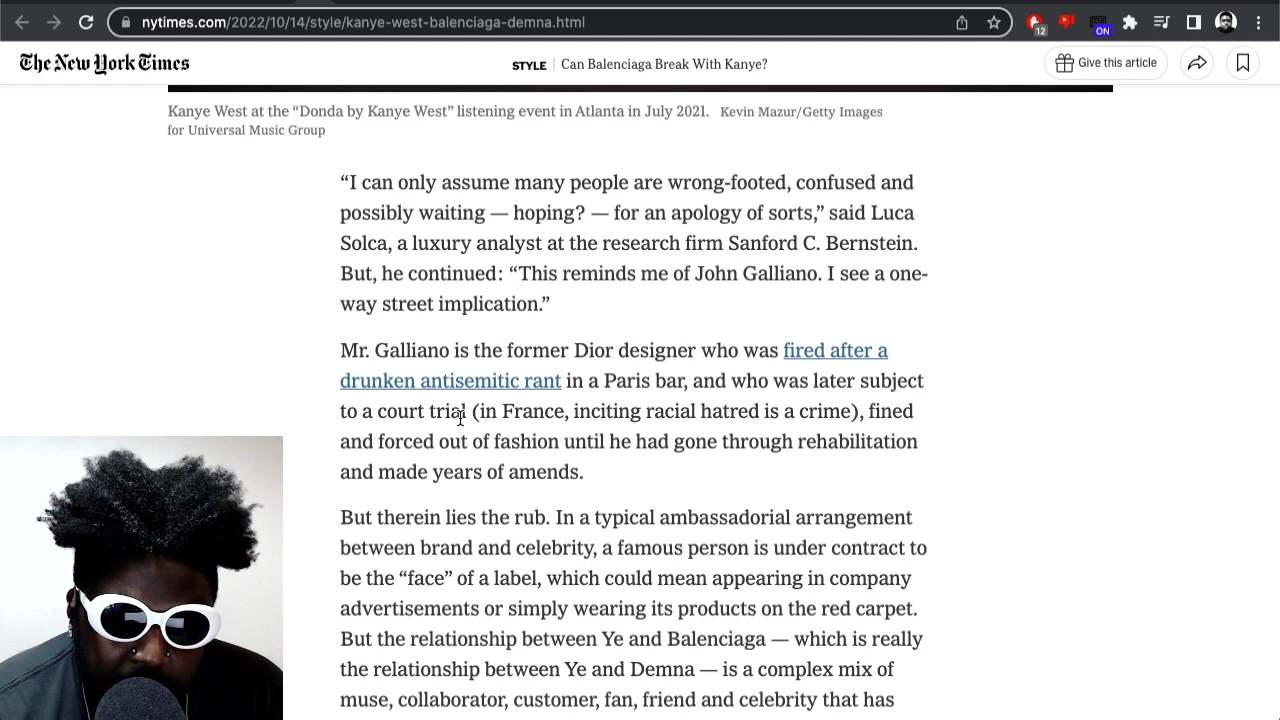 nytimes.com/2022/10/14/style/kanye-west-balenciaga-demna.html
12
ON
The New York Times
STYLE | Can Balenciaga Break With Kanye?
Give this article
Kanye West at the “Donda by Kanye West” listening event in Atlanta in July 2021. Kevin Mazur/Getty Images
for Universal Music Group
“I can only assume many people are wrong-footed, confused and
possibly waiting — hoping? — for an apology of sorts,” said Luca
Solca, a luxury analyst at the research firm Sanford C. Bernstein.
But, he continued: “This reminds me of John Galliano. I see a one-
way street implication.”
Mr. Galliano is the former Dior designer who was fired after a
drunken antisemitic rant in a Paris bar, and who was later subject
to a court trial (in France, inciting racial hatred is a crime), fined
and forced out of fashion until he had gone through rehabilitation
and made years of amends.
But therein lies the rub. In a typical ambassadorial arrangement
between brand and celebrity, a famous person is under contract to
be the “face” of a label, which could mean appearing in company
advertisements or simply wearing its products on the red carpet.
But the relationship between Ye and Balenciaga — which is really
the relationship between Ye and Demna — is a complex mix of
muse, collaborator, customer, fan, friend and celebrity that has